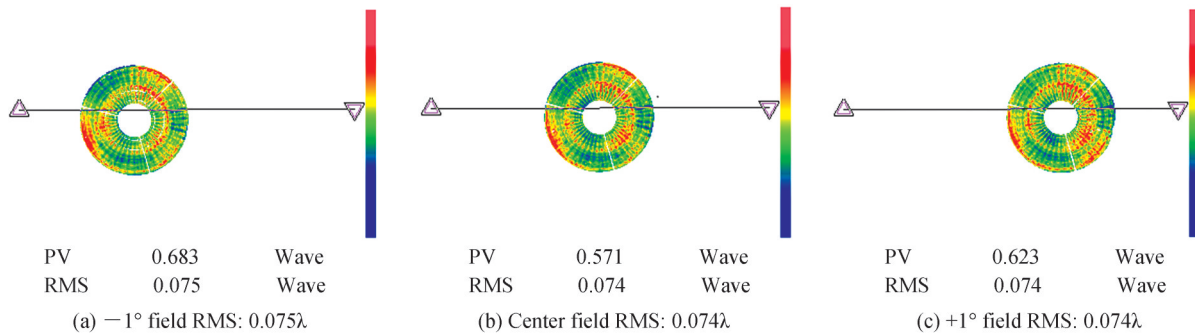 PV 0.683 Wave
RMS 0.075 Wave
(a) －1° field RMS: 0.075λ
PV 0.571 Wave
RMS 0.074 Wave
(b) Center field RMS: 0.074λ
PV 0.623 Wave
RMS 0.074 Wave
(c) +1° field RMS: 0.074λ